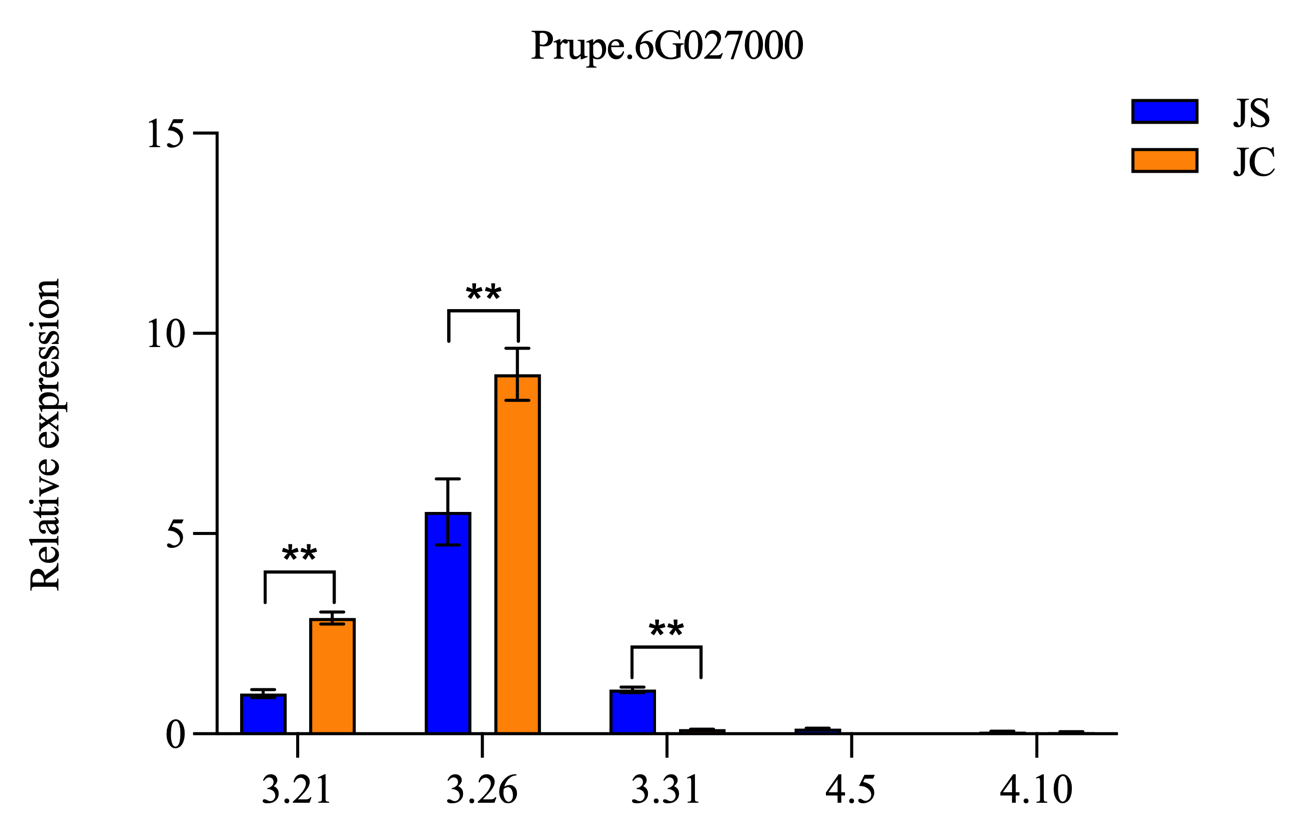 Prupe.6G027000
JS
JC
Relative expression
15
10
5
0
**
**
**
3.21 3.26 3.31 4.5 4.10